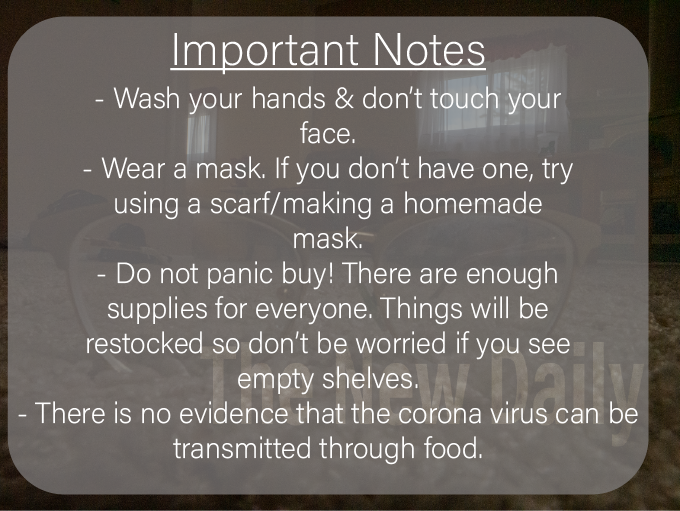 Important Notes
- Wash your hands & don't touch your
face.
- Wear a mask. If you don't have one, try
using a scarf/making a homemade
mask.
- Do not panic buy! There are enough
supplies for everyone. Things will be
restocked so don't be worried if you see
empty shelves.
The New Daily
- There is no evidence that the corona virus can be
transmitted through food.